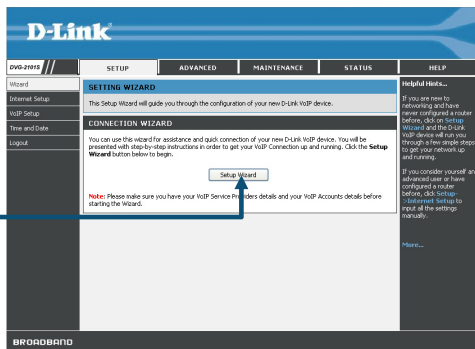 D-Link
DVG-2101S
SETUP
ADVANCED
MAINTENANCE
STATUS
HELP
Wizard
Internet Setup
VoIP Setup
Time and Date
Logout
SETTING WIZARD
This Setup Wizard will guide you through the configuration of your new D-Link VoIP device.
CONNECTION WIZARD
You can use this wizard for assistance and quick connection of your new D-Link VoIP device. You will be
presented with step-by-step instructions in order to get your VoIP Connection up and running. Click the Setup
Wizard button below to begin.
Setup Wizard
Note: Please make sure you have your VoIP Service Providers details and your VoIP Accounts details before
starting the Wizard.
Helpful Hints...
If you are new to
networking and have
never configured a router
before, click on Setup
Wizard and the D-Link
VoIP device will run you
through a few simple steps
to get your network up
and running.
If you consider yourself an
advanced user or have
configured a router
before, click Setup-
>Internet Setup to
input all the settings
manually.
More...
BROADBAND